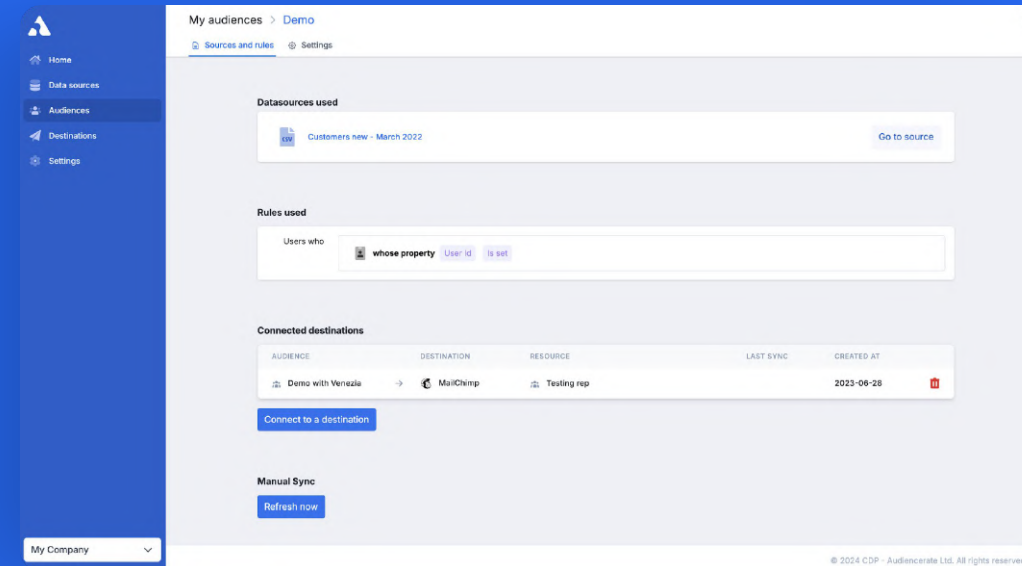 My audiences > Demo
Sources and rules Settings
Home
Data sources
Audiences
Destinations
Settings
Datasources used
CSV Customers new - March 2022 Go to source
Rules used
Users who whose property User id Is set
Connected destinations
AUDIENCE DESTINATION RESOURCE LAST SYNC CREATED AT
Demo with Venezia → MailChimp Testing rep 2023-06-28
Connect to a destination
Manual Sync
Refresh now
My Company
© 2024 CDP - Audiencerate Ltd. All rights reserved